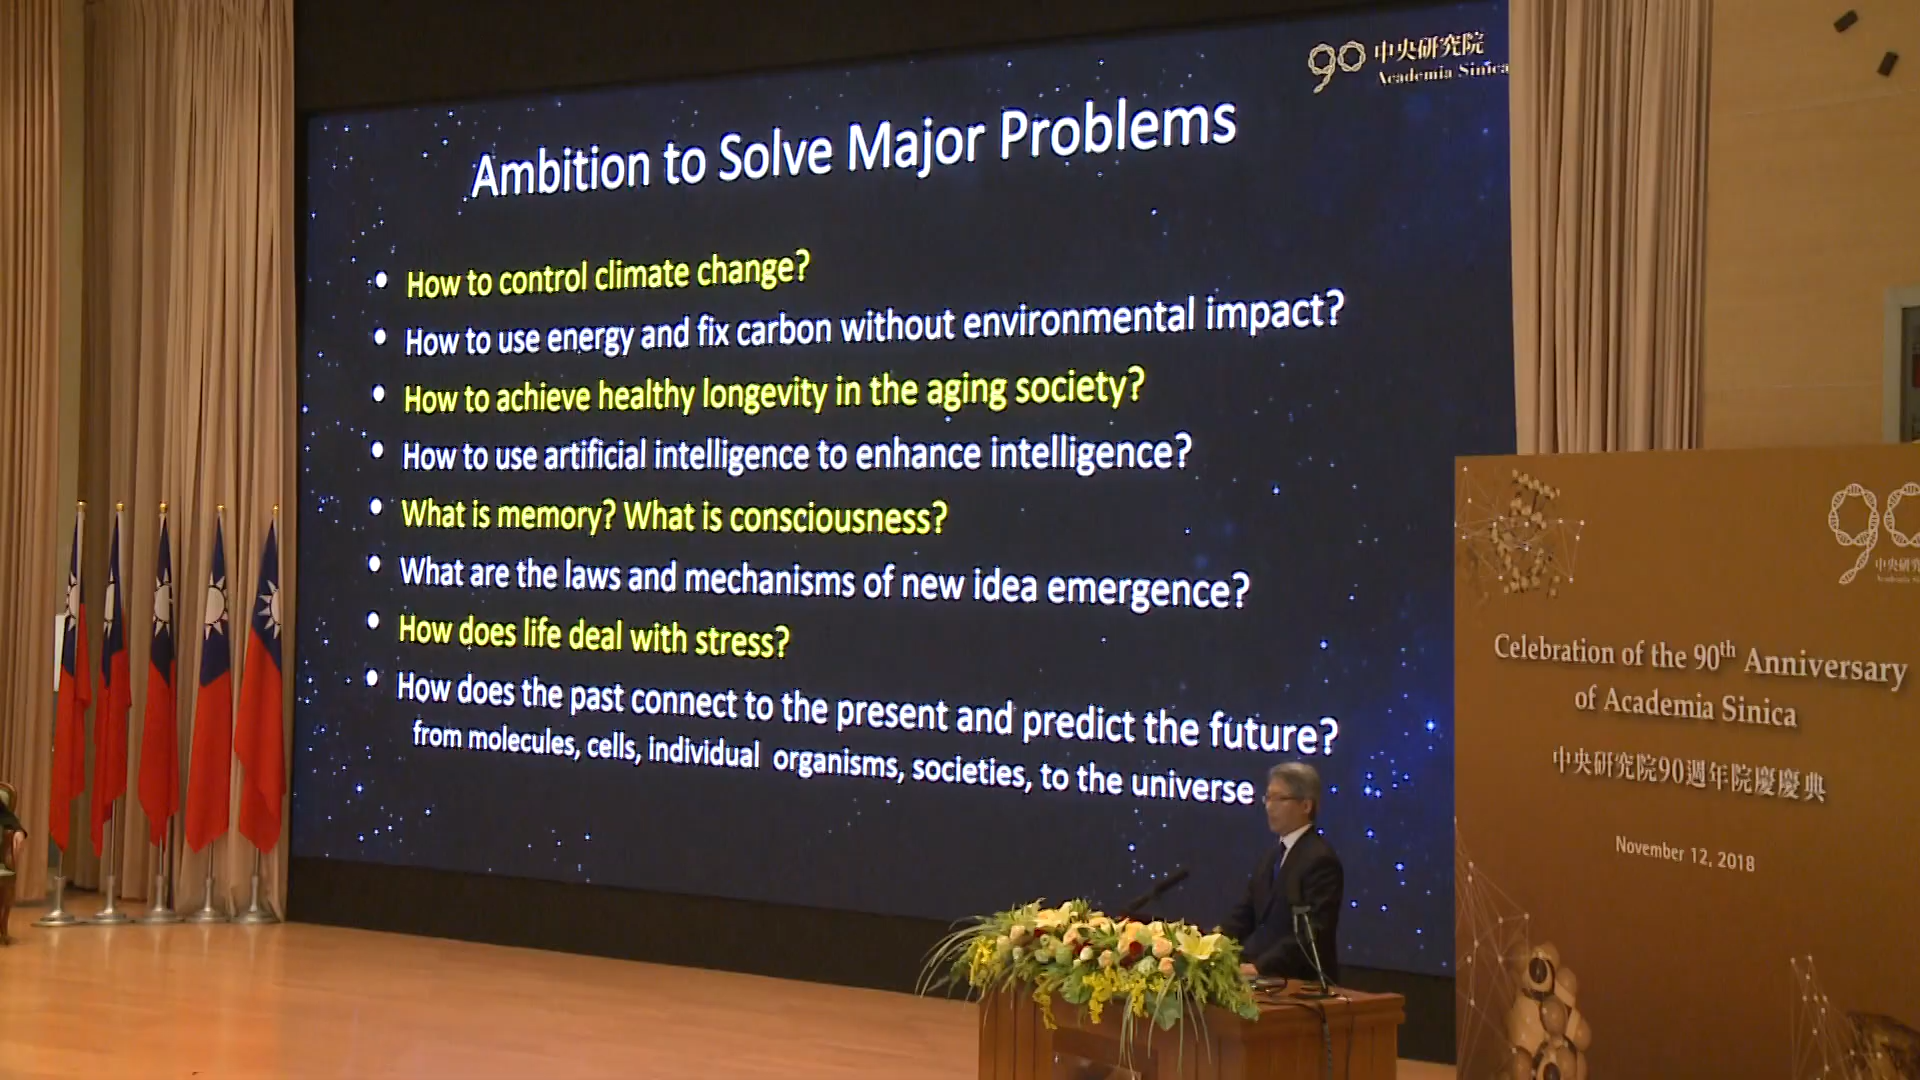 90 中央研究院
Academia Sinica
Ambition to Solve Major Problems
• How to control climate change?
• How to use energy and fix carbon without environmental impact?
• How to achieve healthy longevity in the aging society?
• How to use artificial intelligence to enhance intelligence?
• What is memory? What is consciousness?
• What are the laws and mechanisms of new idea emergence?
• How does life deal with stress?
• How does the past connect to the present and predict the future?
from molecules, cells, individual organisms, societies, to the universe
90
中央研究
Celebration of the 90th Anniversary
of Academia Sinica
中央研究院90週年院慶慶典
November 12, 2018